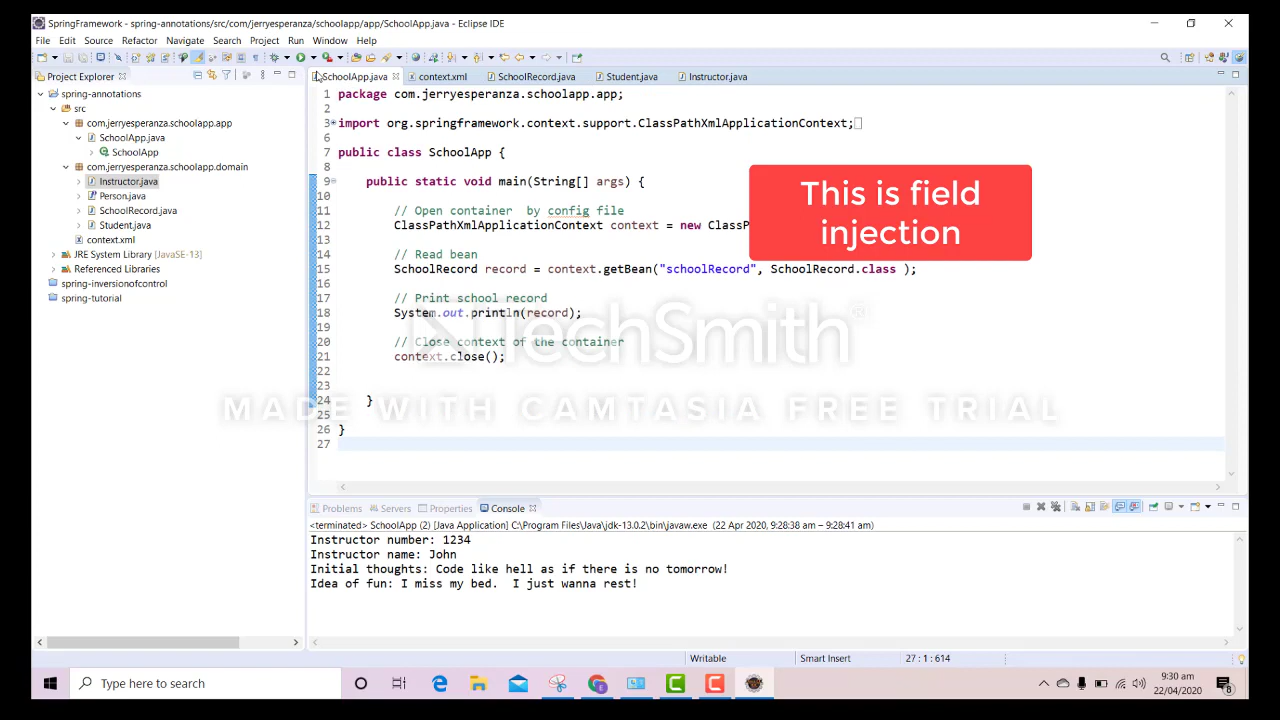 SpringFramework - spring-annotations/src/com/jerryesperanza/schoolapp/app/SchoolApp.java - Eclipse IDE
File Edit Source Refactor Navigate Search Project Run Window Help
Project Explorer
SchoolApp.java context.xml SchoolRecord.java Student.java Instructor.java
spring-annotations
src
com.jerryesperanza.schoolapp.app
SchoolApp.java
SchoolApp
com.jerryesperanza.schoolapp.domain
Instructor.java
Person.java
SchoolRecord.java
Student.java
context.xml
JRE System Library [JavaSE-13]
Referenced Libraries
spring-inversionofcontrol
spring-tutorial
1 package com.jerryesperanza.schoolapp.app;
2
3 import org.springframework.context.support.ClassPathXmlApplicationContext;
6
7 public class SchoolApp {
8
9 public static void main(String[] args) {
10
11 // Open container  by config file
12 ClassPathXmlApplicationContext context = new ClassP
13
14 // Read bean
15 SchoolRecord record = context.getBean("schoolRecord", SchoolRecord.class );
16
17 // Print school record
18 System.out.println(record);
19
20 // Close context of the container
21 context.close();
22
23
24 }
25
26 }
27
This is field
injection
TechSmith®
MADE WITH CAMTASIA FREE TRIAL
Problems Servers Properties Console
<terminated> SchoolApp (2) [Java Application] C:\Program Files\Java\jdk-13.0.2\bin\javaw.exe (22 Apr 2020, 9:28:38 am – 9:28:41 am)
Instructor number: 1234
Instructor name: John
Initial thoughts: Code like hell as if there is no tomorrow!
Idea of fun: I miss my bed.  I just wanna rest!
Writable Smart Insert 27 : 1 : 614
Type here to search
9:30 am
22/04/2020
8